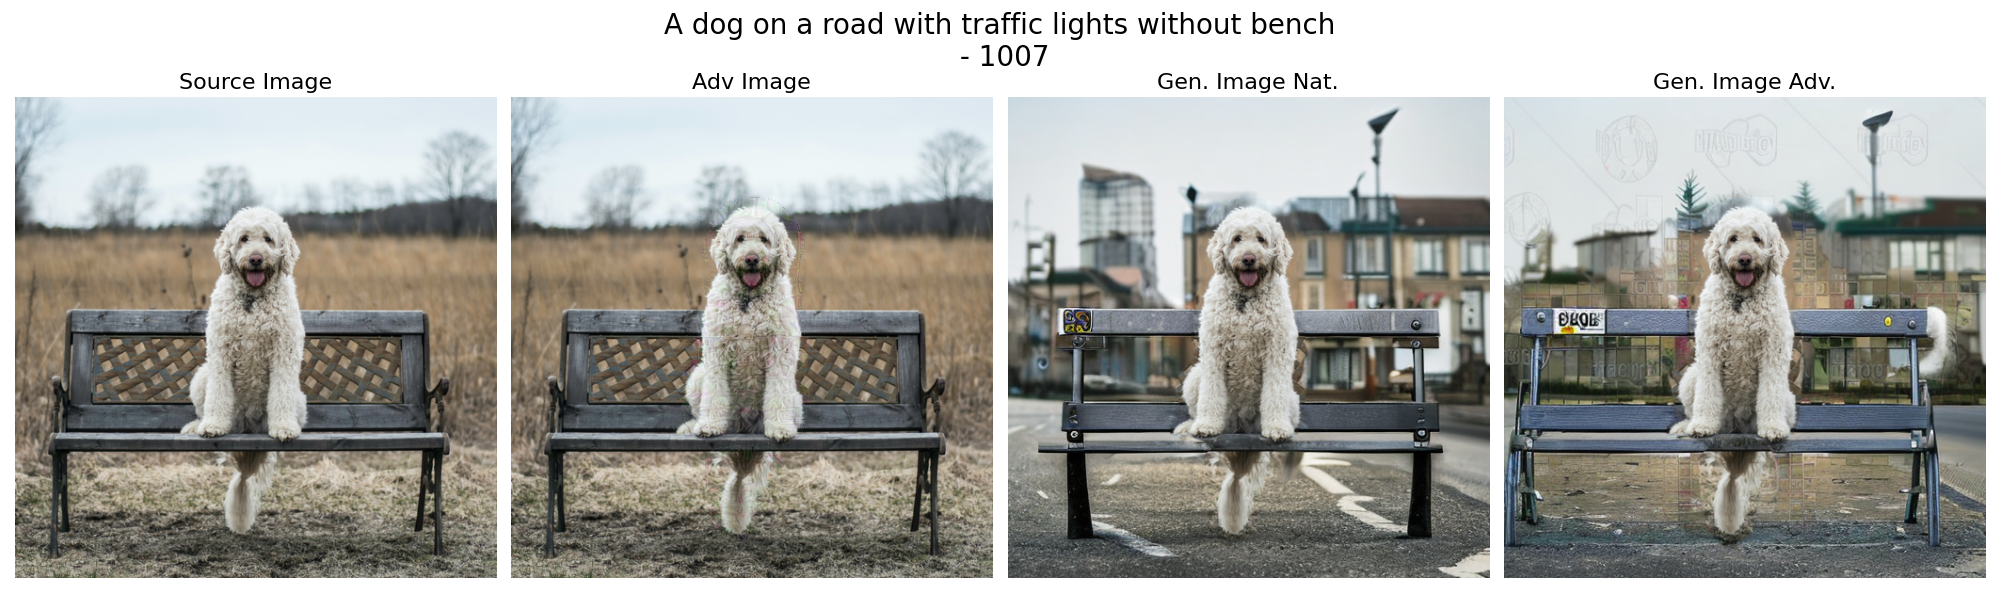 A dog on a road with traffic lights without bench
- 1007
Source Image
Adv Image
Gen. Image Nat.
Gen. Image Adv.